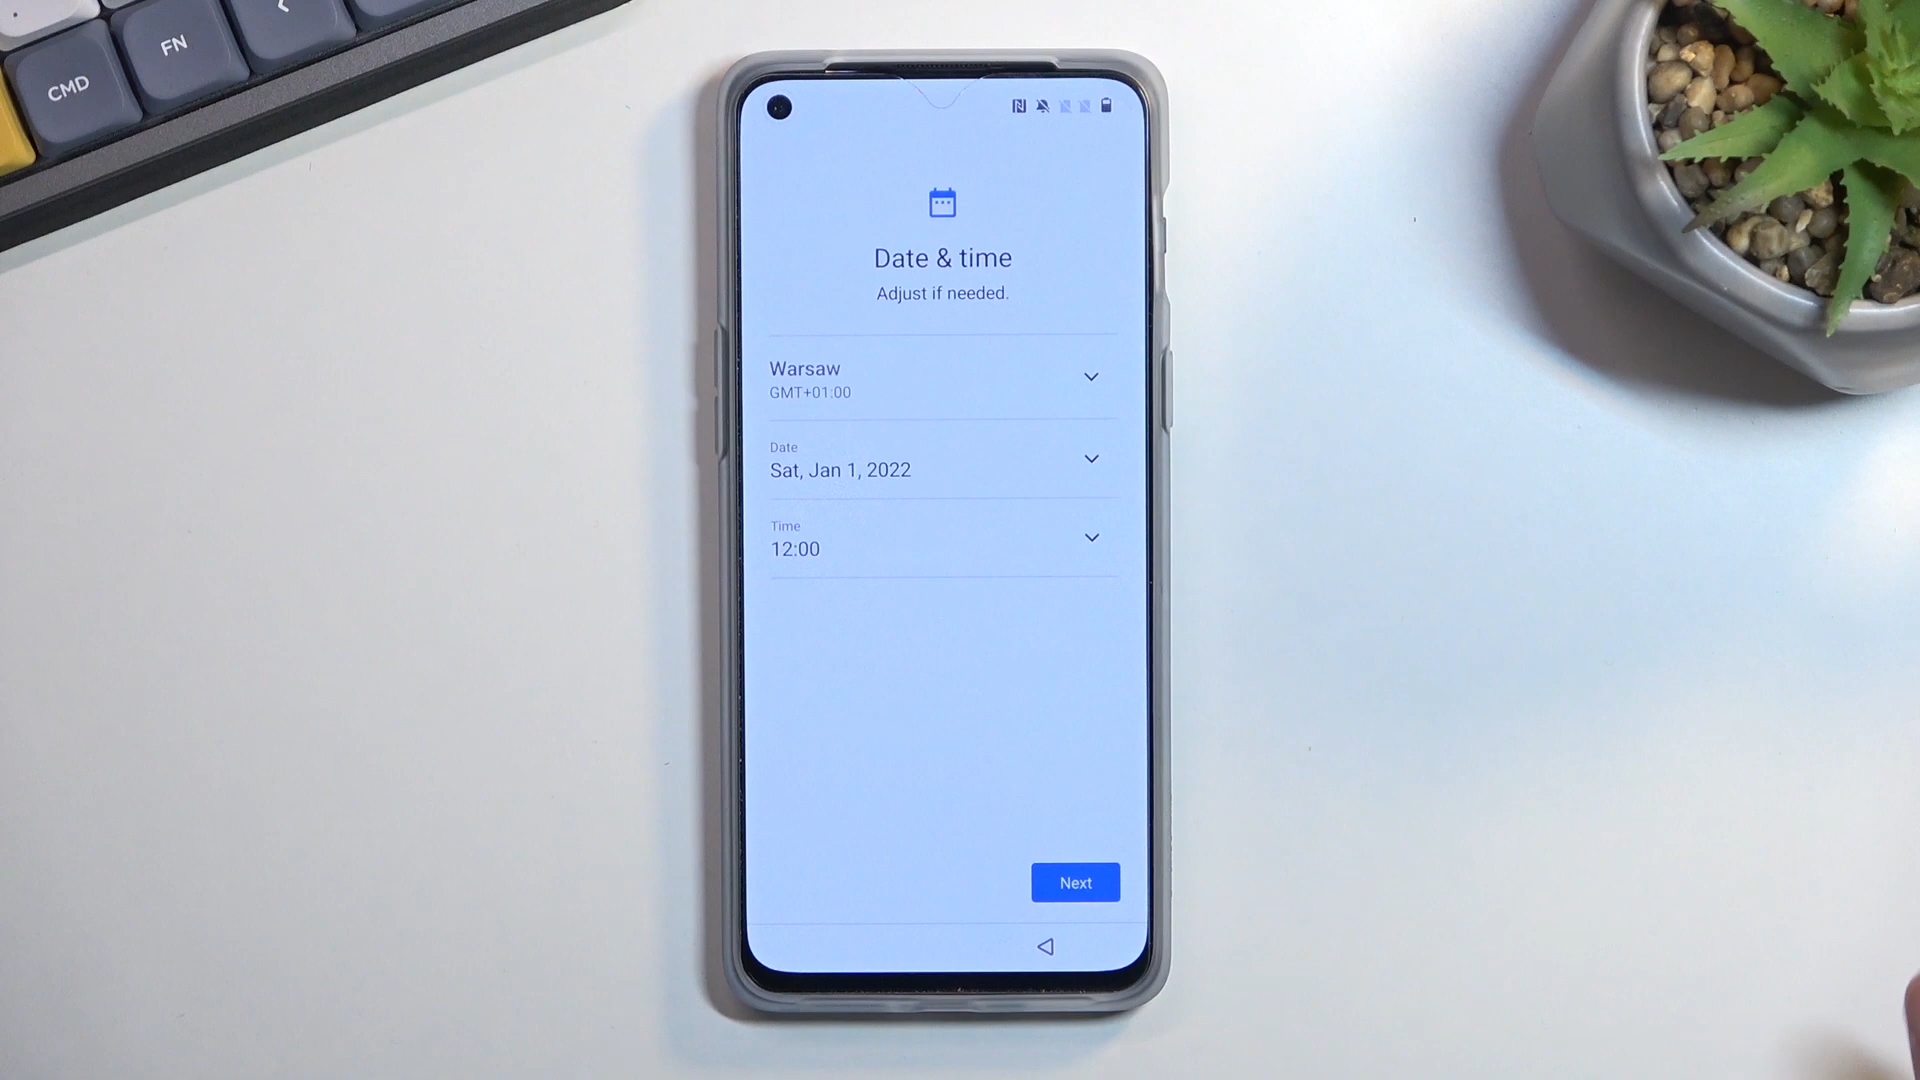 FN
CMD
Date & time
Adjust if needed.
Warsaw
GMT+01:00
Date
Sat, Jan 1, 2022
Time
12:00
Next